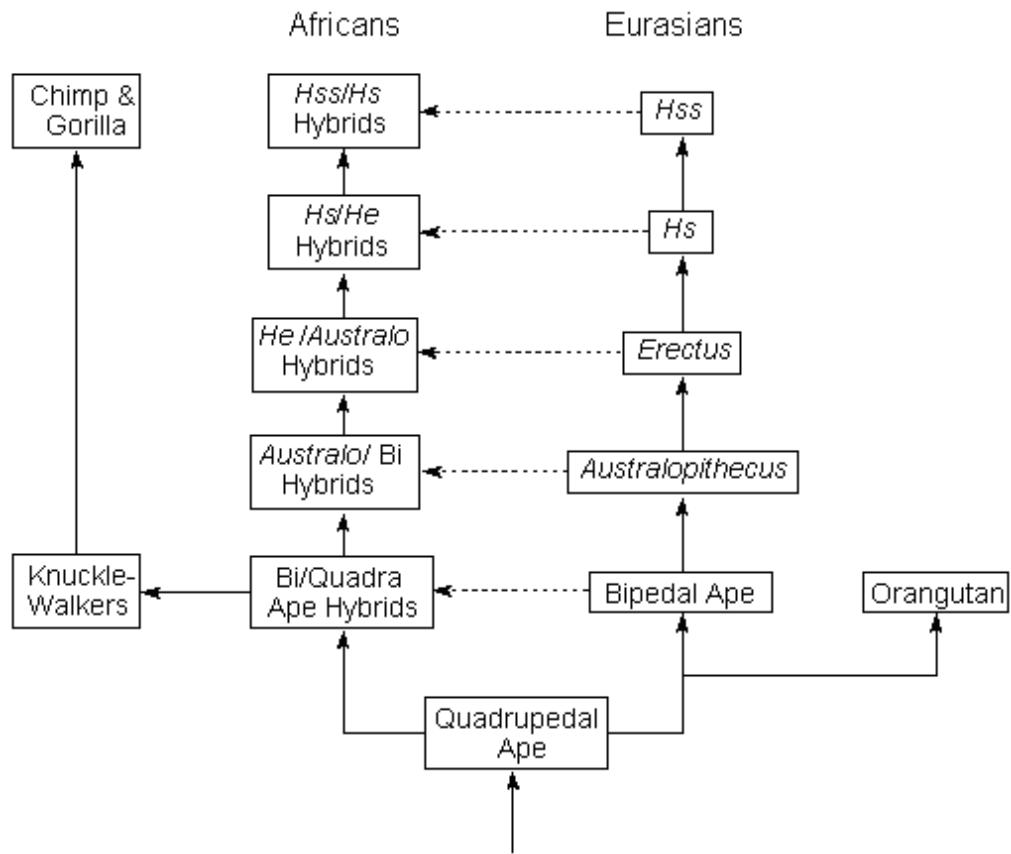 Africans
Eurasians
Chimp &
Gorilla
Hss/Hs
Hybrids
Hss
Hs/He
Hybrids
Hs
He /Australo
Hybrids
Erectus
Australo/ Bi
Hybrids
Australopithecus
Knuckle-
Walkers
Bi/Quadra
Ape Hybrids
Bipedal Ape
Orangutan
Quadrupedal
Ape